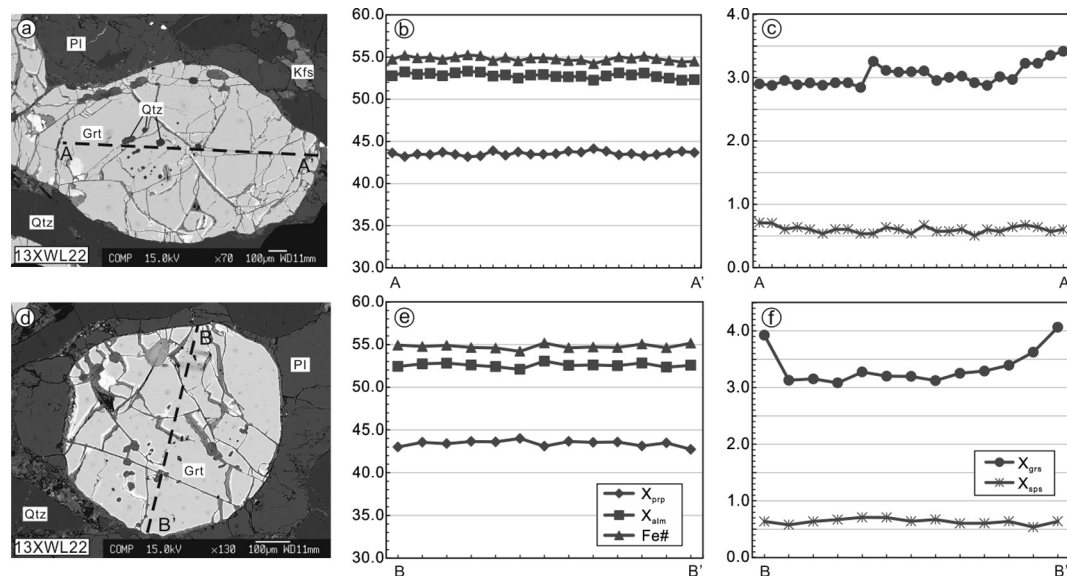 a
Pl
Kfs
Qtz
Grt
A
A'
Qtz
13XWL22
COMP 15.0kV ×70 100μm WD11mm
b
60.0
55.0
50.0
45.0
40.0
35.0
30.0
A
A'
c
4.0
3.0
2.0
1.0
0.0
A
A
d
B
Pl
Grt
Qtz
B'
13XWL22
COMP 15.0kV ×130 100μm WD11mm
e
60.0
55.0
50.0
45.0
40.0
35.0
30.0
Xprp
Xalm
Fe#
B
B'
f
4.0
3.0
2.0
1.0
0.0
Xgrs
Xsps
B
B'